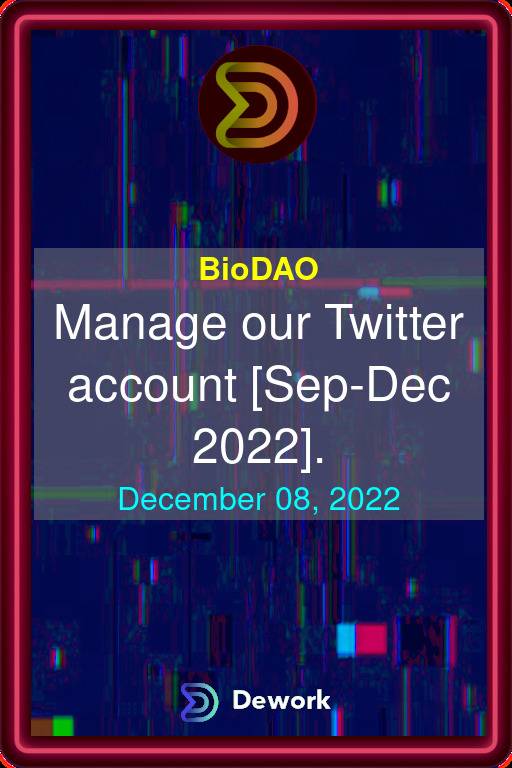 BioDAO
Manage our Twitter
account [Sep-Dec
2022].
December 08, 2022
Dework